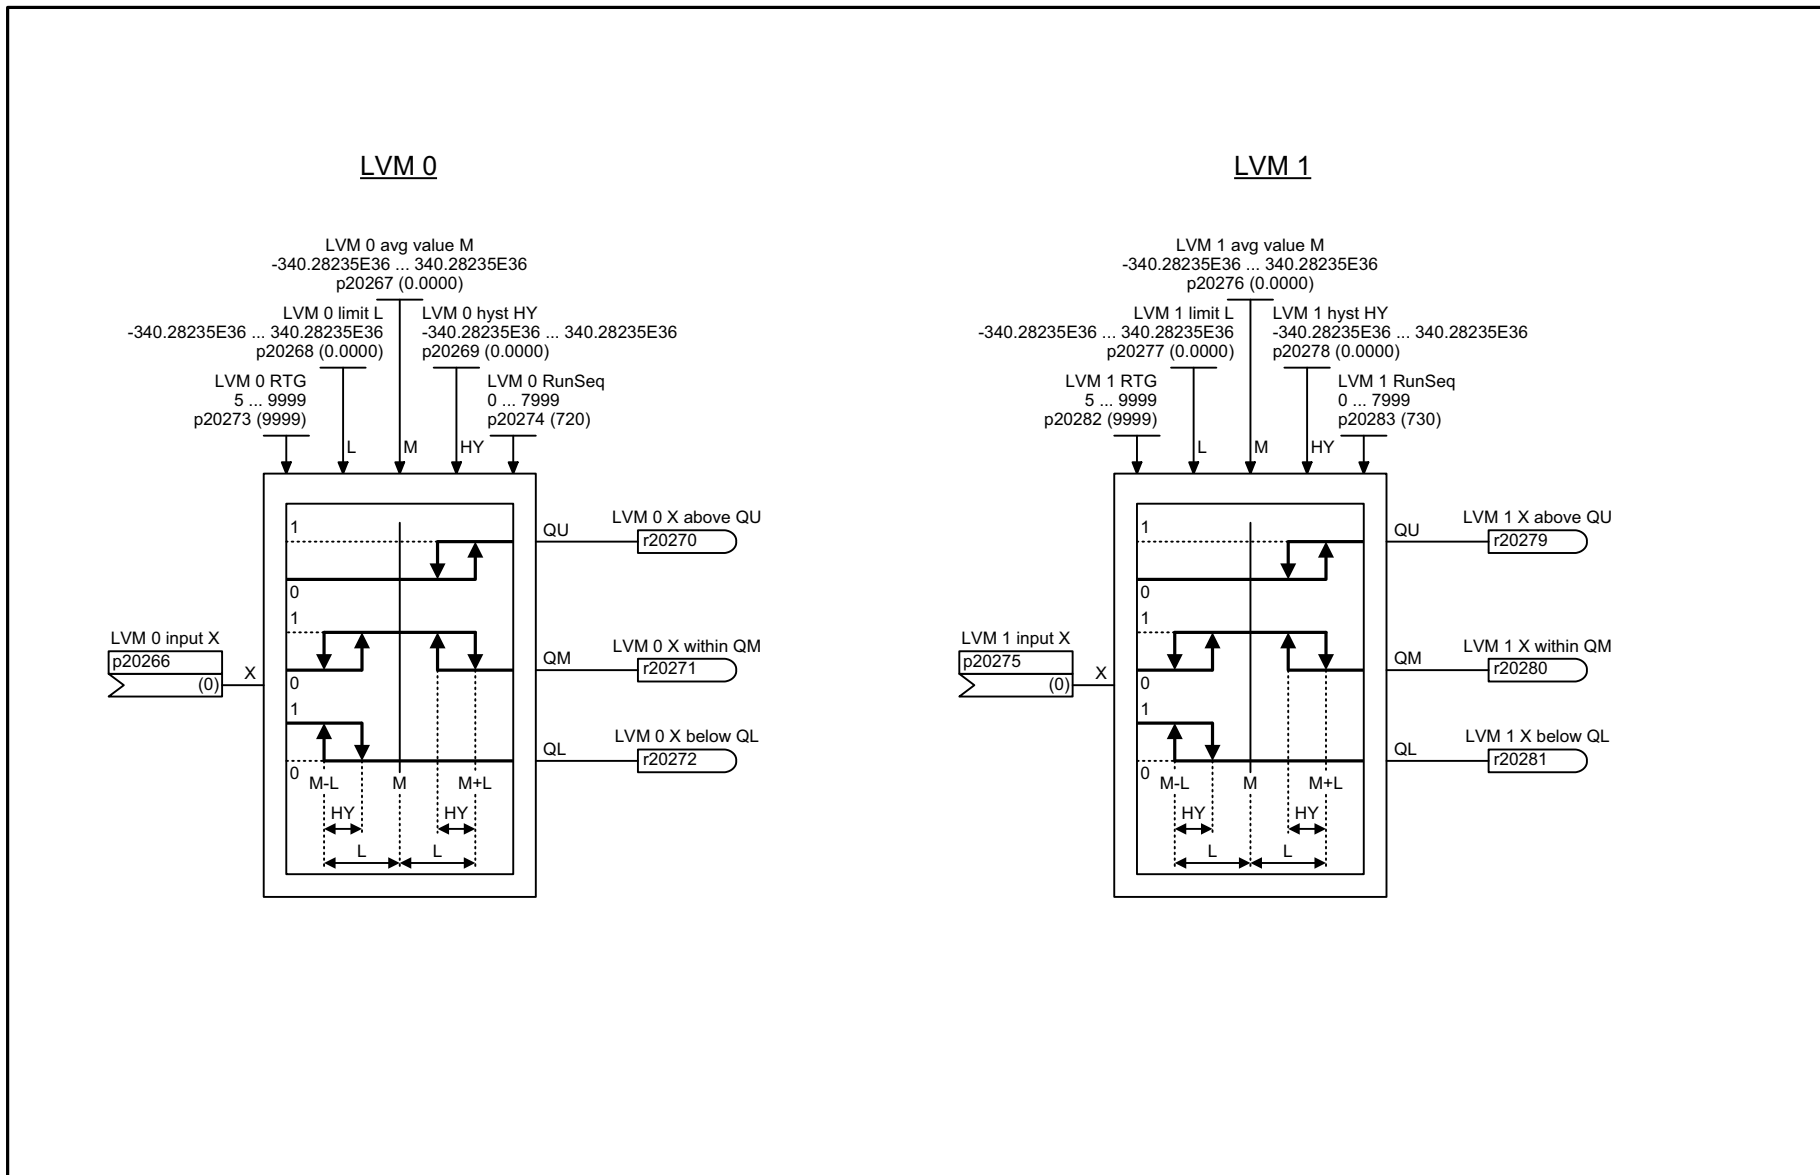 LVM 0
LVM 0 avg value M
-340.28235E36 ... 340.28235E36
p20267 (0.0000)
LVM 0 limit L
-340.28235E36 ... 340.28235E36
p20268 (0.0000)
LVM 0 hyst HY
-340.28235E36 ... 340.28235E36
p20269 (0.0000)
LVM 0 RTG
5 ... 9999
p20273 (9999)
LVM 0 RunSeq
0 ... 7999
p20274 (720)
L
M
HY
LVM 0 input X
p20266
(0)
X
1
0
1
0
1
0
M-L
M
M+L
HY
HY
L
L
QU
LVM 0 X above QU
r20270
QM
LVM 0 X within QM
r20271
QL
LVM 0 X below QL
r20272
LVM 1
LVM 1 avg value M
-340.28235E36 ... 340.28235E36
p20276 (0.0000)
LVM 1 limit L
-340.28235E36 ... 340.28235E36
p20277 (0.0000)
LVM 1 hyst HY
-340.28235E36 ... 340.28235E36
p20278 (0.0000)
LVM 1 RTG
5 ... 9999
p20282 (9999)
LVM 1 RunSeq
0 ... 7999
p20283 (730)
L
M
HY
LVM 1 input X
p20275
(0)
X
1
0
1
0
1
0
M-L
M
M+L
HY
HY
L
L
QU
LVM 1 X above QU
r20279
QM
LVM 1 X within QM
r20280
QL
LVM 1 X below QL
r20281